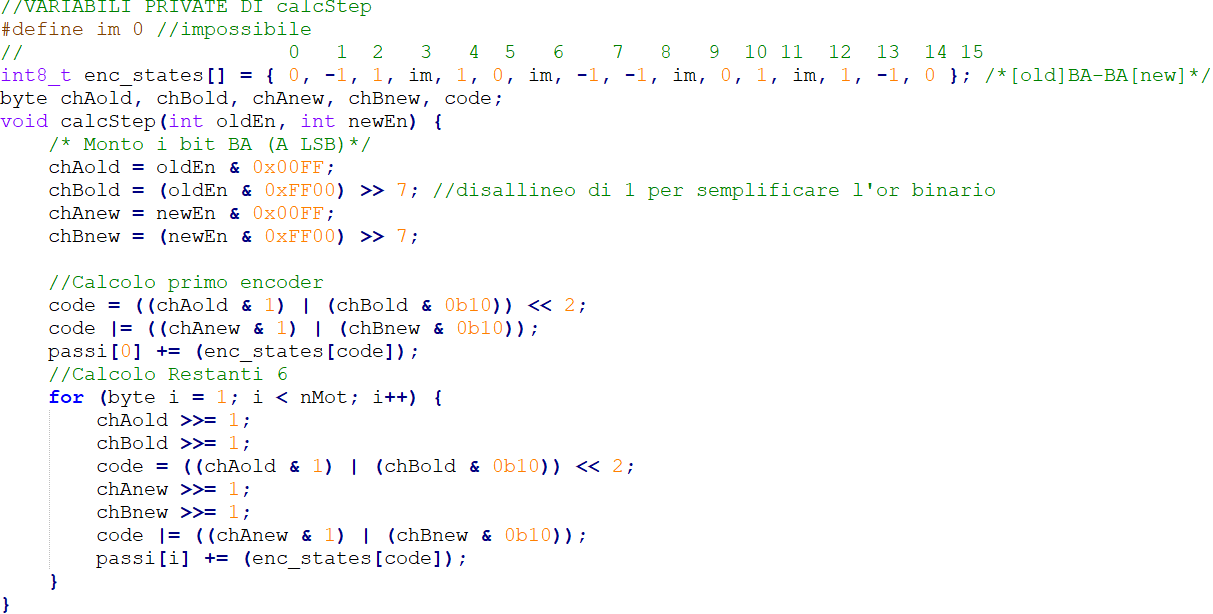 //VARIABILI PRIVATE DI calcStep
#define im 0 //impossibile
//                      0   1  2   3   4  5   6    7   8   9  10 11  12  13  14 15
int8_t enc_states[] = { 0, -1, 1, im, 1, 0, im, -1, -1, im, 0, 1, im, 1, -1, 0 }; /*[old]BA-BA[new]*/
byte chAold, chBold, chAnew, chBnew, code;
void calcStep(int oldEn, int newEn) {
    /* Monto i bit BA (A LSB)*/
    chAold = oldEn & 0x00FF;
    chBold = (oldEn & 0xFF00) >> 7; //disallineo di 1 per semplificare l'or binario
    chAnew = newEn & 0x00FF;
    chBnew = (newEn & 0xFF00) >> 7;

    //Calcolo primo encoder
    code = ((chAold & 1) | (chBold & 0b10)) << 2;
    code |= ((chAnew & 1) | (chBnew & 0b10));
    passi[0] += (enc_states[code]);
    //Calcolo Restanti 6
    for (byte i = 1; i < nMot; i++) {
        chAold >>= 1;
        chBold >>= 1;
        code = ((chAold & 1) | (chBold & 0b10)) << 2;
        chAnew >>= 1;
        chBnew >>= 1;
        code |= ((chAnew & 1) | (chBnew & 0b10));
        passi[i] += (enc_states[code]);
    }
}